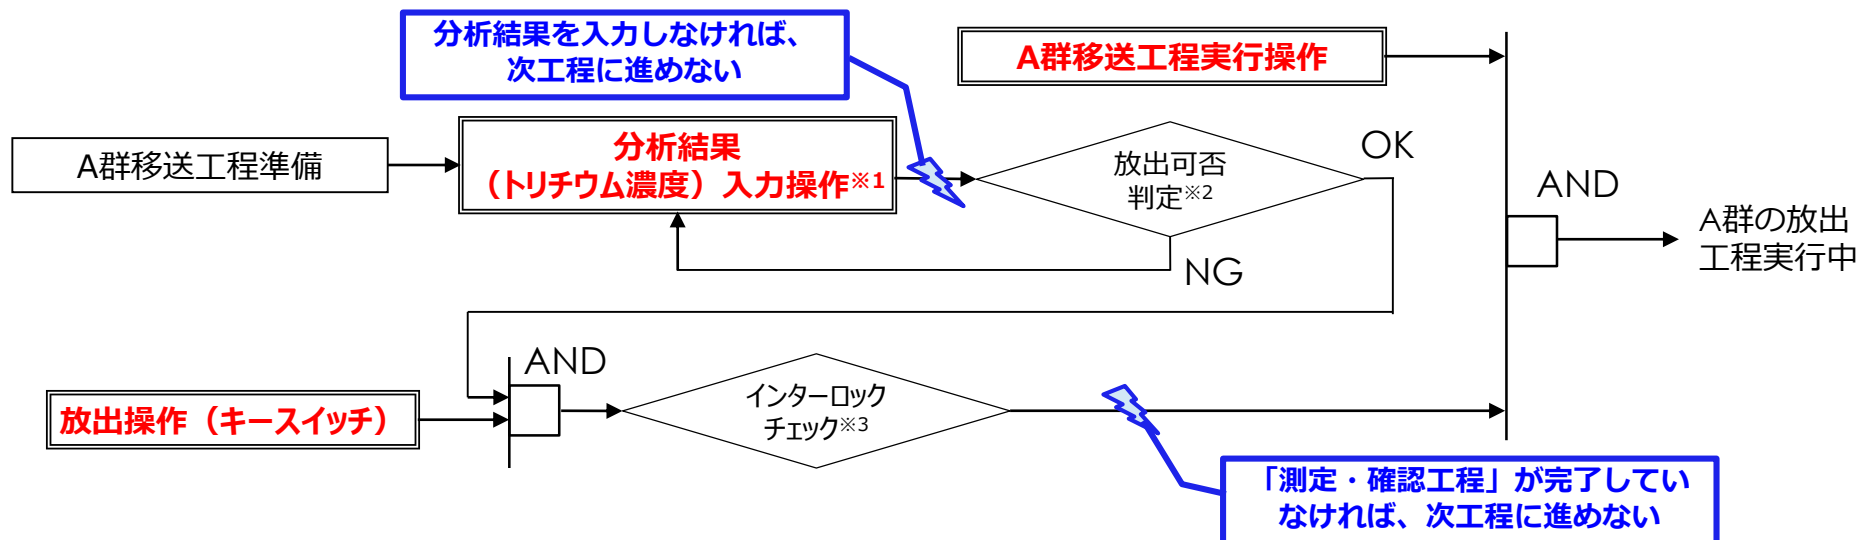 分析結果を入力しなければ、
次工程に進めない
A群移送工程実行操作
A群移送工程準備
分析結果
（トリチウム濃度）入力操作※1
放出可否
判定※2
OK
NG
AND
A群の放出
工程実行中
放出操作（キースイッチ）
AND
インターロック
チェック※3
「測定・確認工程」が完了してい
なければ、次工程に進めない